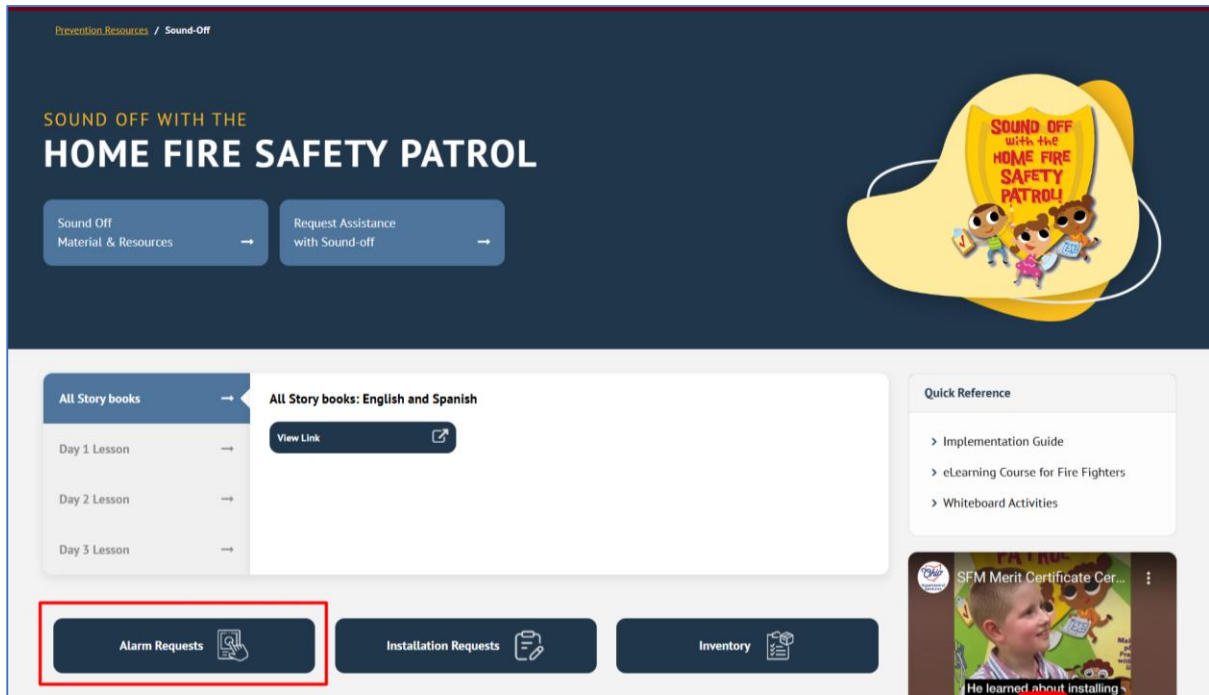 Prevention Resources / Sound-Off
SOUND OFF WITH THE
HOME FIRE SAFETY PATROL
Sound Off
Material & Resources →
Request Assistance
with Sound-off →
SOUND OFF
with the
HOME FIRE
SAFETY
PATROL!
All Story books →
Day 1 Lesson →
Day 2 Lesson →
Day 3 Lesson →
All Story books: English and Spanish
View Link
Quick Reference
> Implementation Guide
> eLearning Course for Fire Fighters
> Whiteboard Activities
PATROL
Ohio
SFM Merit Certificate Cer...
He learned about installing
Alarm Requests
Installation Requests
Inventory